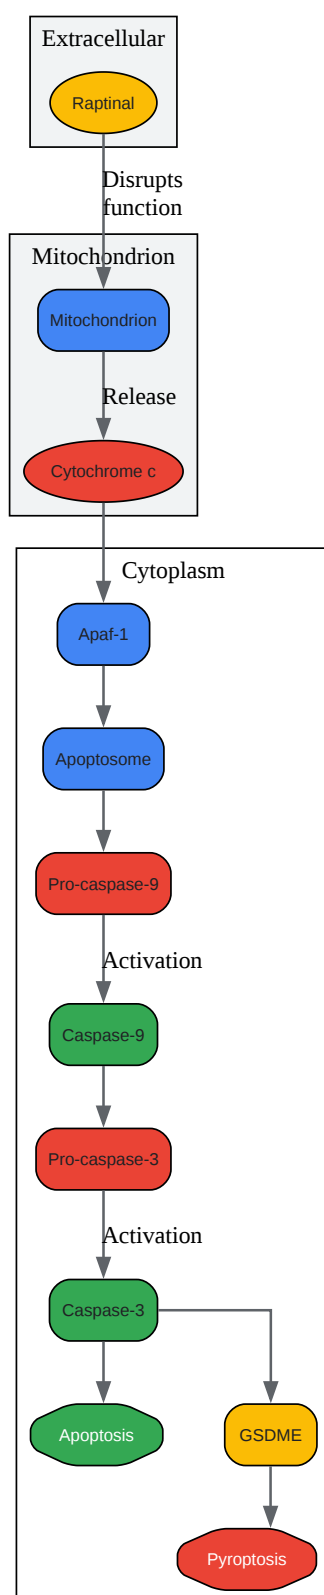 Extracellular
Raptinal
Disrupts
function
Mitochondrion
Mitochondrion
Release
Cytochrome c
Cytoplasm
Apaf-1
Apoptosome
Pro-caspase-9
Activation
Caspase-9
Pro-caspase-3
Activation
Caspase-3
Apoptosis
GSDME
Pyroptosis